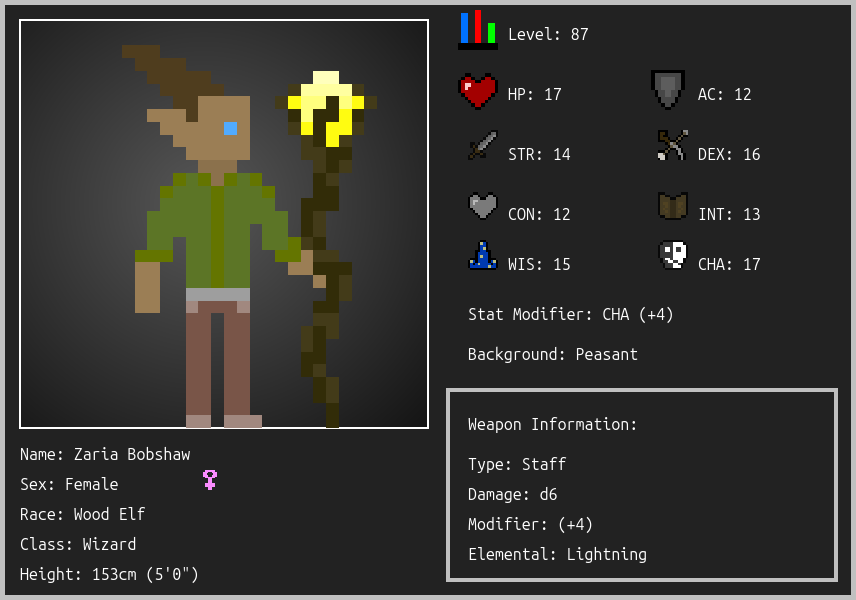 Level: 87
HP: 17
AC: 12
STR: 14
DEX: 16
CON: 12
INT: 13
WIS: 15
CHA: 17
Stat Modifier: CHA (+4)
Background: Peasant
Weapon Information:
Type: Staff
Damage: d6
Modifier: (+4)
Elemental: Lightning
Name: Zaria Bobshaw
Sex: Female
Race: Wood Elf
Class: Wizard
Height: 153cm (5'0")